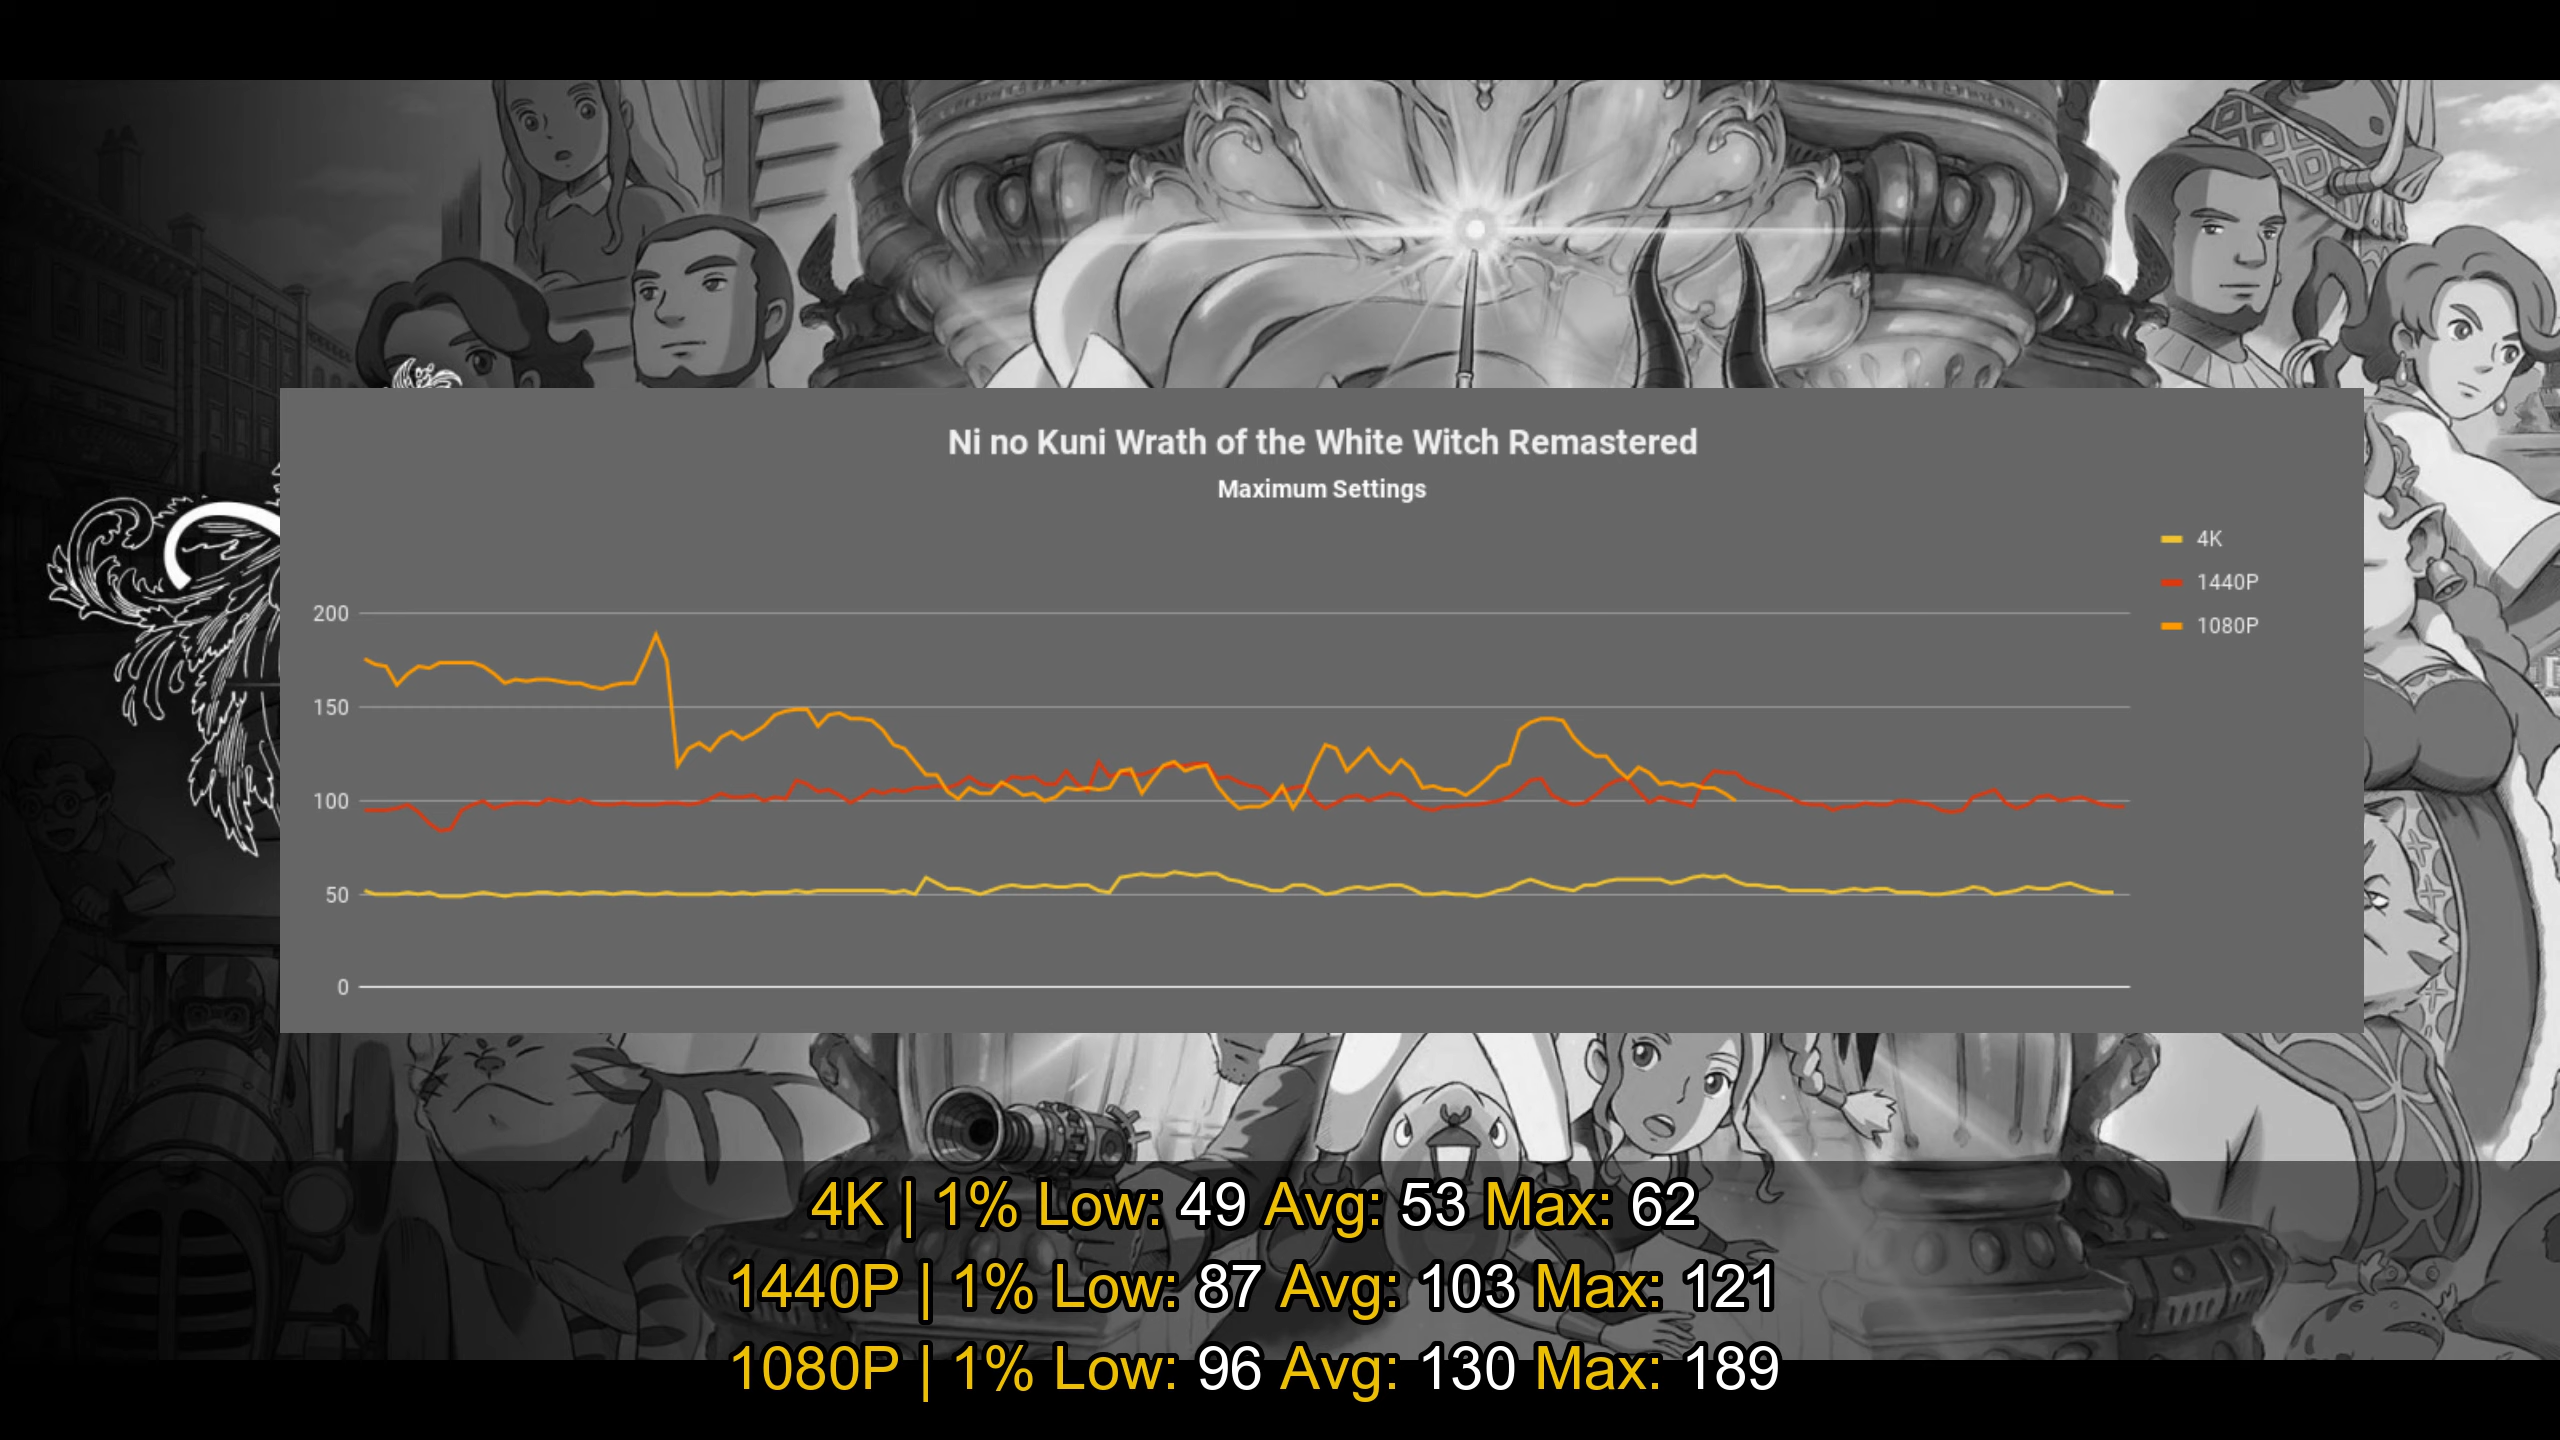 Ni no Kuni Wrath of the White Witch Remastered
Maximum Settings
4K
1440P
1080P
200
150
100
50
0
4K | 1% Low: 49 Avg: 53 Max: 62
1440P | 1% Low: 87 Avg: 103 Max: 121
1080P | 1% Low: 96 Avg: 130 Max: 189